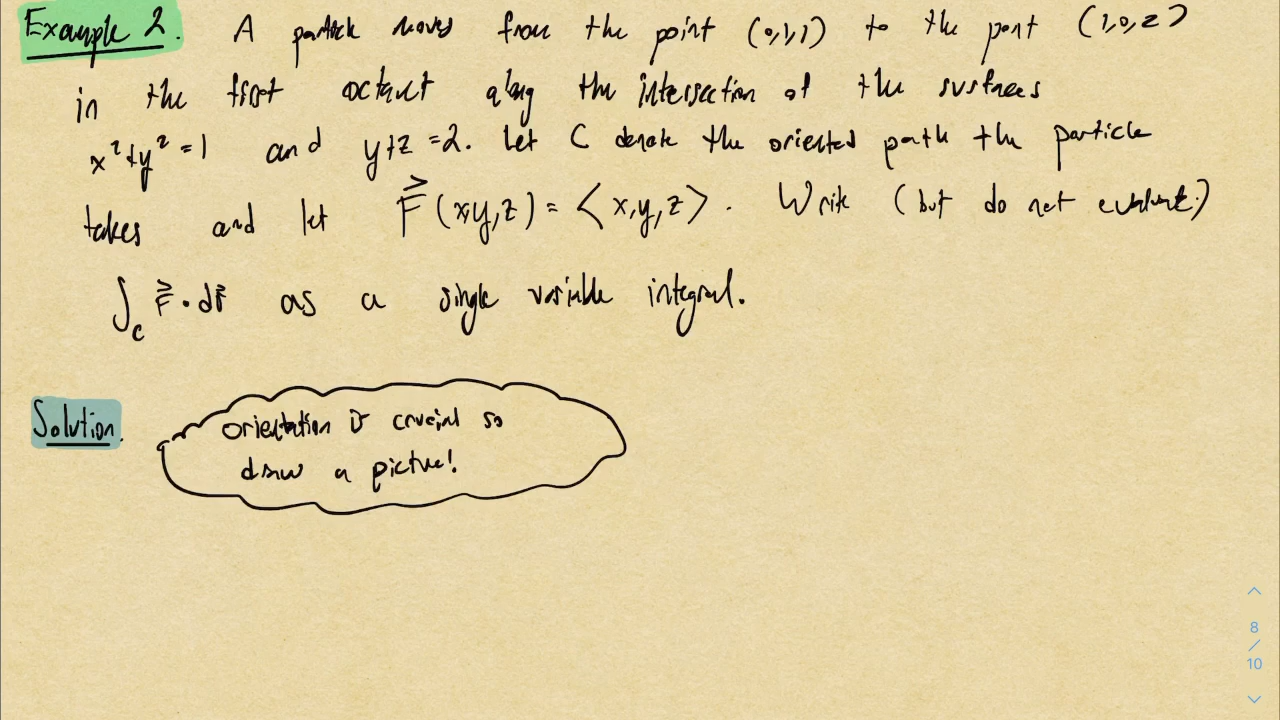 Example 2. A particle moves from the point (0,1,1) to the point (1,0,2)
in the first octant along the intersection of the surfaces
x²+y²=1 and y+z=2. Let C denote the oriented path the particle
takes and let F⃗(x,y,z) = ⟨x,y,z⟩. Write (but do not evaluate)
∫_C F⃗ · dr⃗ as a single variable integral.
Solution.
orientation is crucial so
draw a picture!
8
/
10